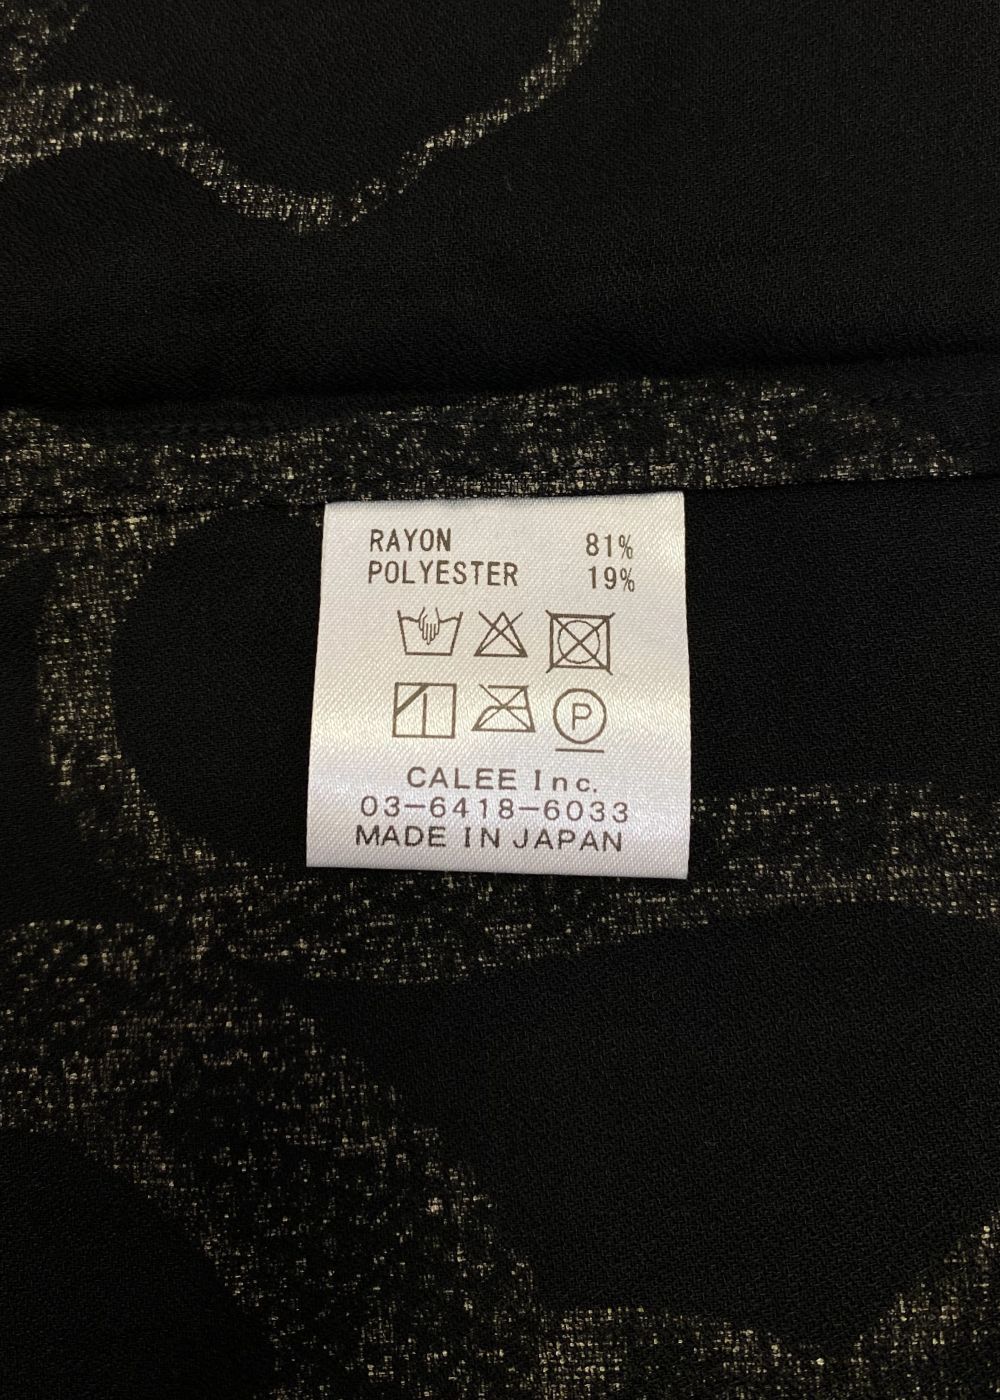 RAYON 81%
POLYESTER 19%
P
CALEE Inc.
03-6418-6033
MADE IN JAPAN